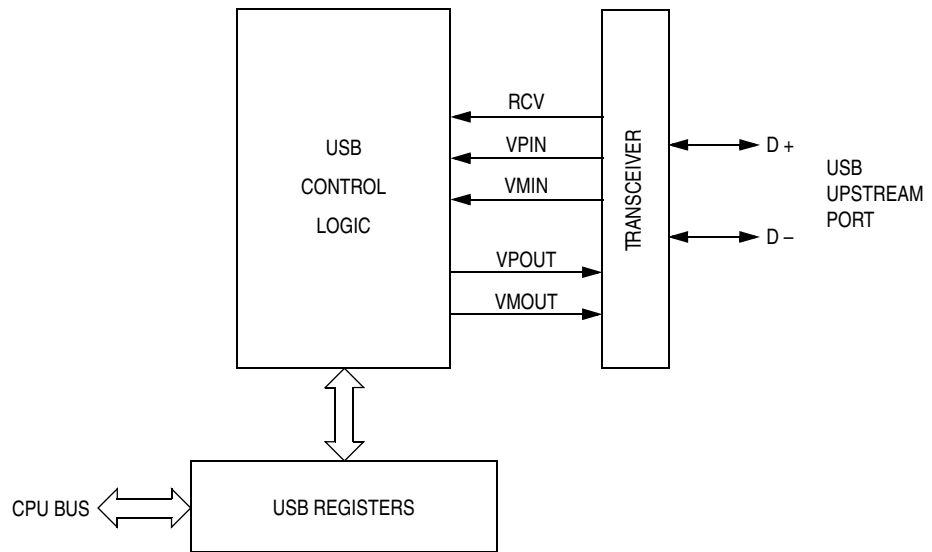 RCV
VPIN
VMIN
VPOUT
VMOUT
USB
CONTROL
LOGIC
TRANSCEIVER
D +
D –
USB
UPSTREAM
PORT
USB REGISTERS
CPU BUS